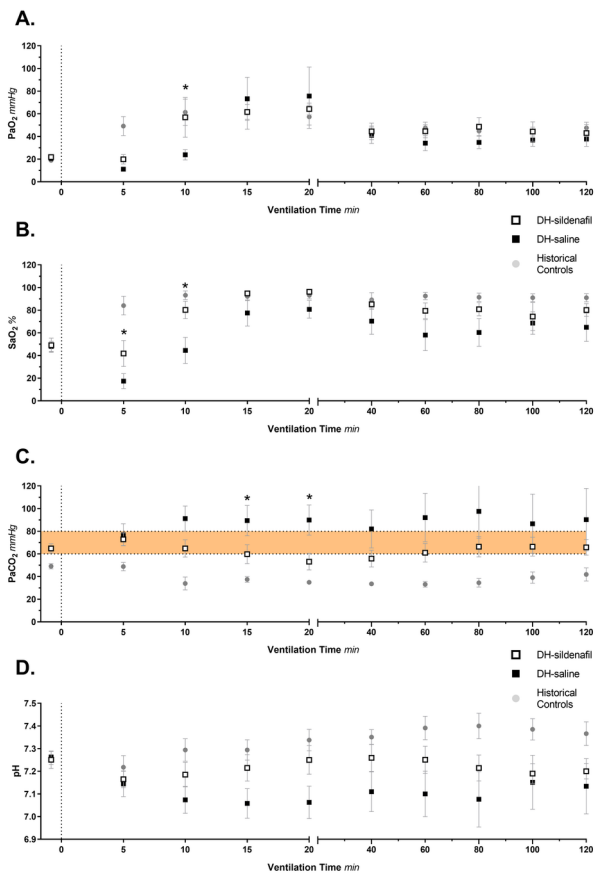 A.
PaO2 mmHg
120
100
80
60
40
20
0
*
0 5 10 15 20 40 60 80 100 120
Ventilation Time min
DH-sildenafil
DH-saline
Historical
Controls
B.
SaO2 %
120
100
80
60
40
20
0
* *
0 5 10 15 20 40 60 80 100 120
Ventilation Time min
C.
PaCO2 mmHg
120
100
80
60
40
20
0
* *
0 5 10 15 20 40 60 80 100 120
Ventilation Time min
DH-sildenafil
DH-saline
Historical
Controls
D.
pH
7.5
7.4
7.3
7.2
7.1
7.0
6.9
0 5 10 15 20 40 60 80 100 120
Ventilation Time min